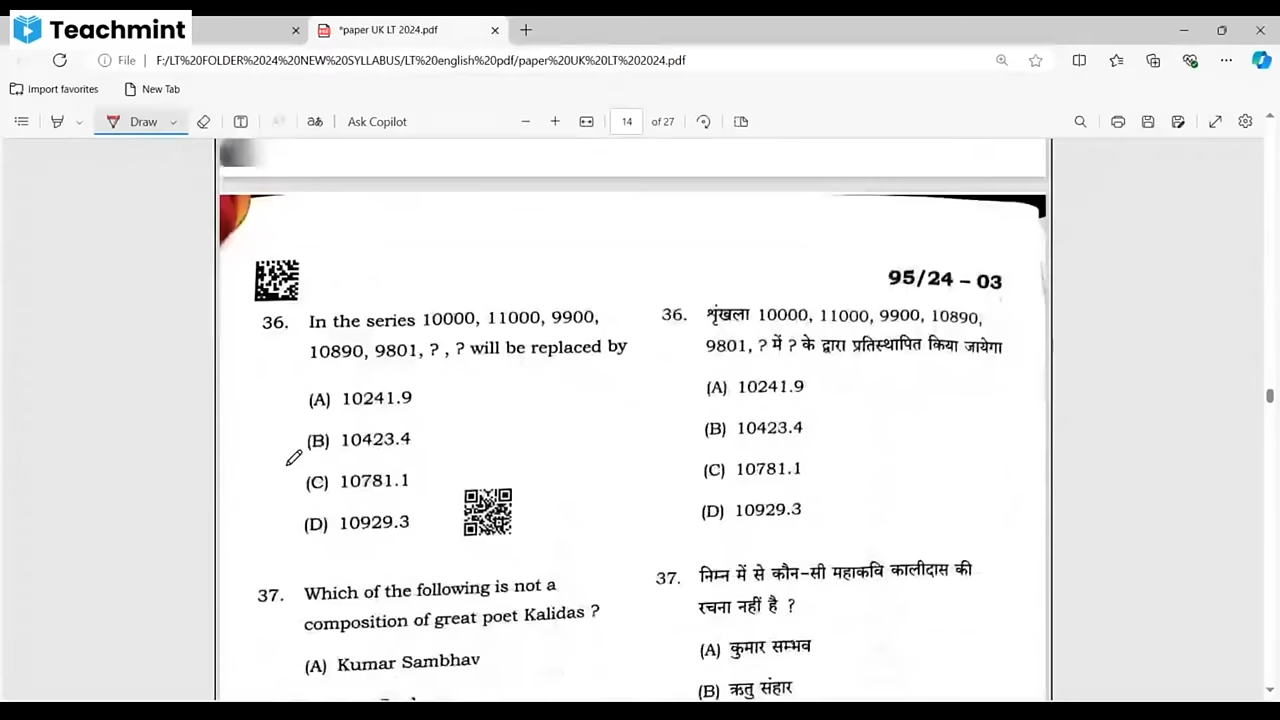 Teachmint
*paper UK LT 2024.pdf
File
F:/LT%20FOLDER%2024%20NEW%20SYLLABUS/LT%20english%20pdf/paper%20UK%20LT%202024.pdf
Import favorites
New Tab
Draw
Ask Copilot
14 of 27
95/24 – 03
36. In the series 10000, 11000, 9900,
10890, 9801, ? , ? will be replaced by
(A) 10241.9
(B) 10423.4
(C) 10781.1
(D) 10929.3
37. Which of the following is not a
composition of great poet Kalidas ?
(A) Kumar Sambhav
36. शृंखला 10000, 11000, 9900, 10890,
9801, ? में ? के द्वारा प्रतिस्थापित किया जायेगा
(A) 10241.9
(B) 10423.4
(C) 10781.1
(D) 10929.3
37. निम्न में से कौन-सी महाकवि कालीदास की
रचना नहीं है ?
(A) कुमार सम्भव
(B) ऋतु संहार